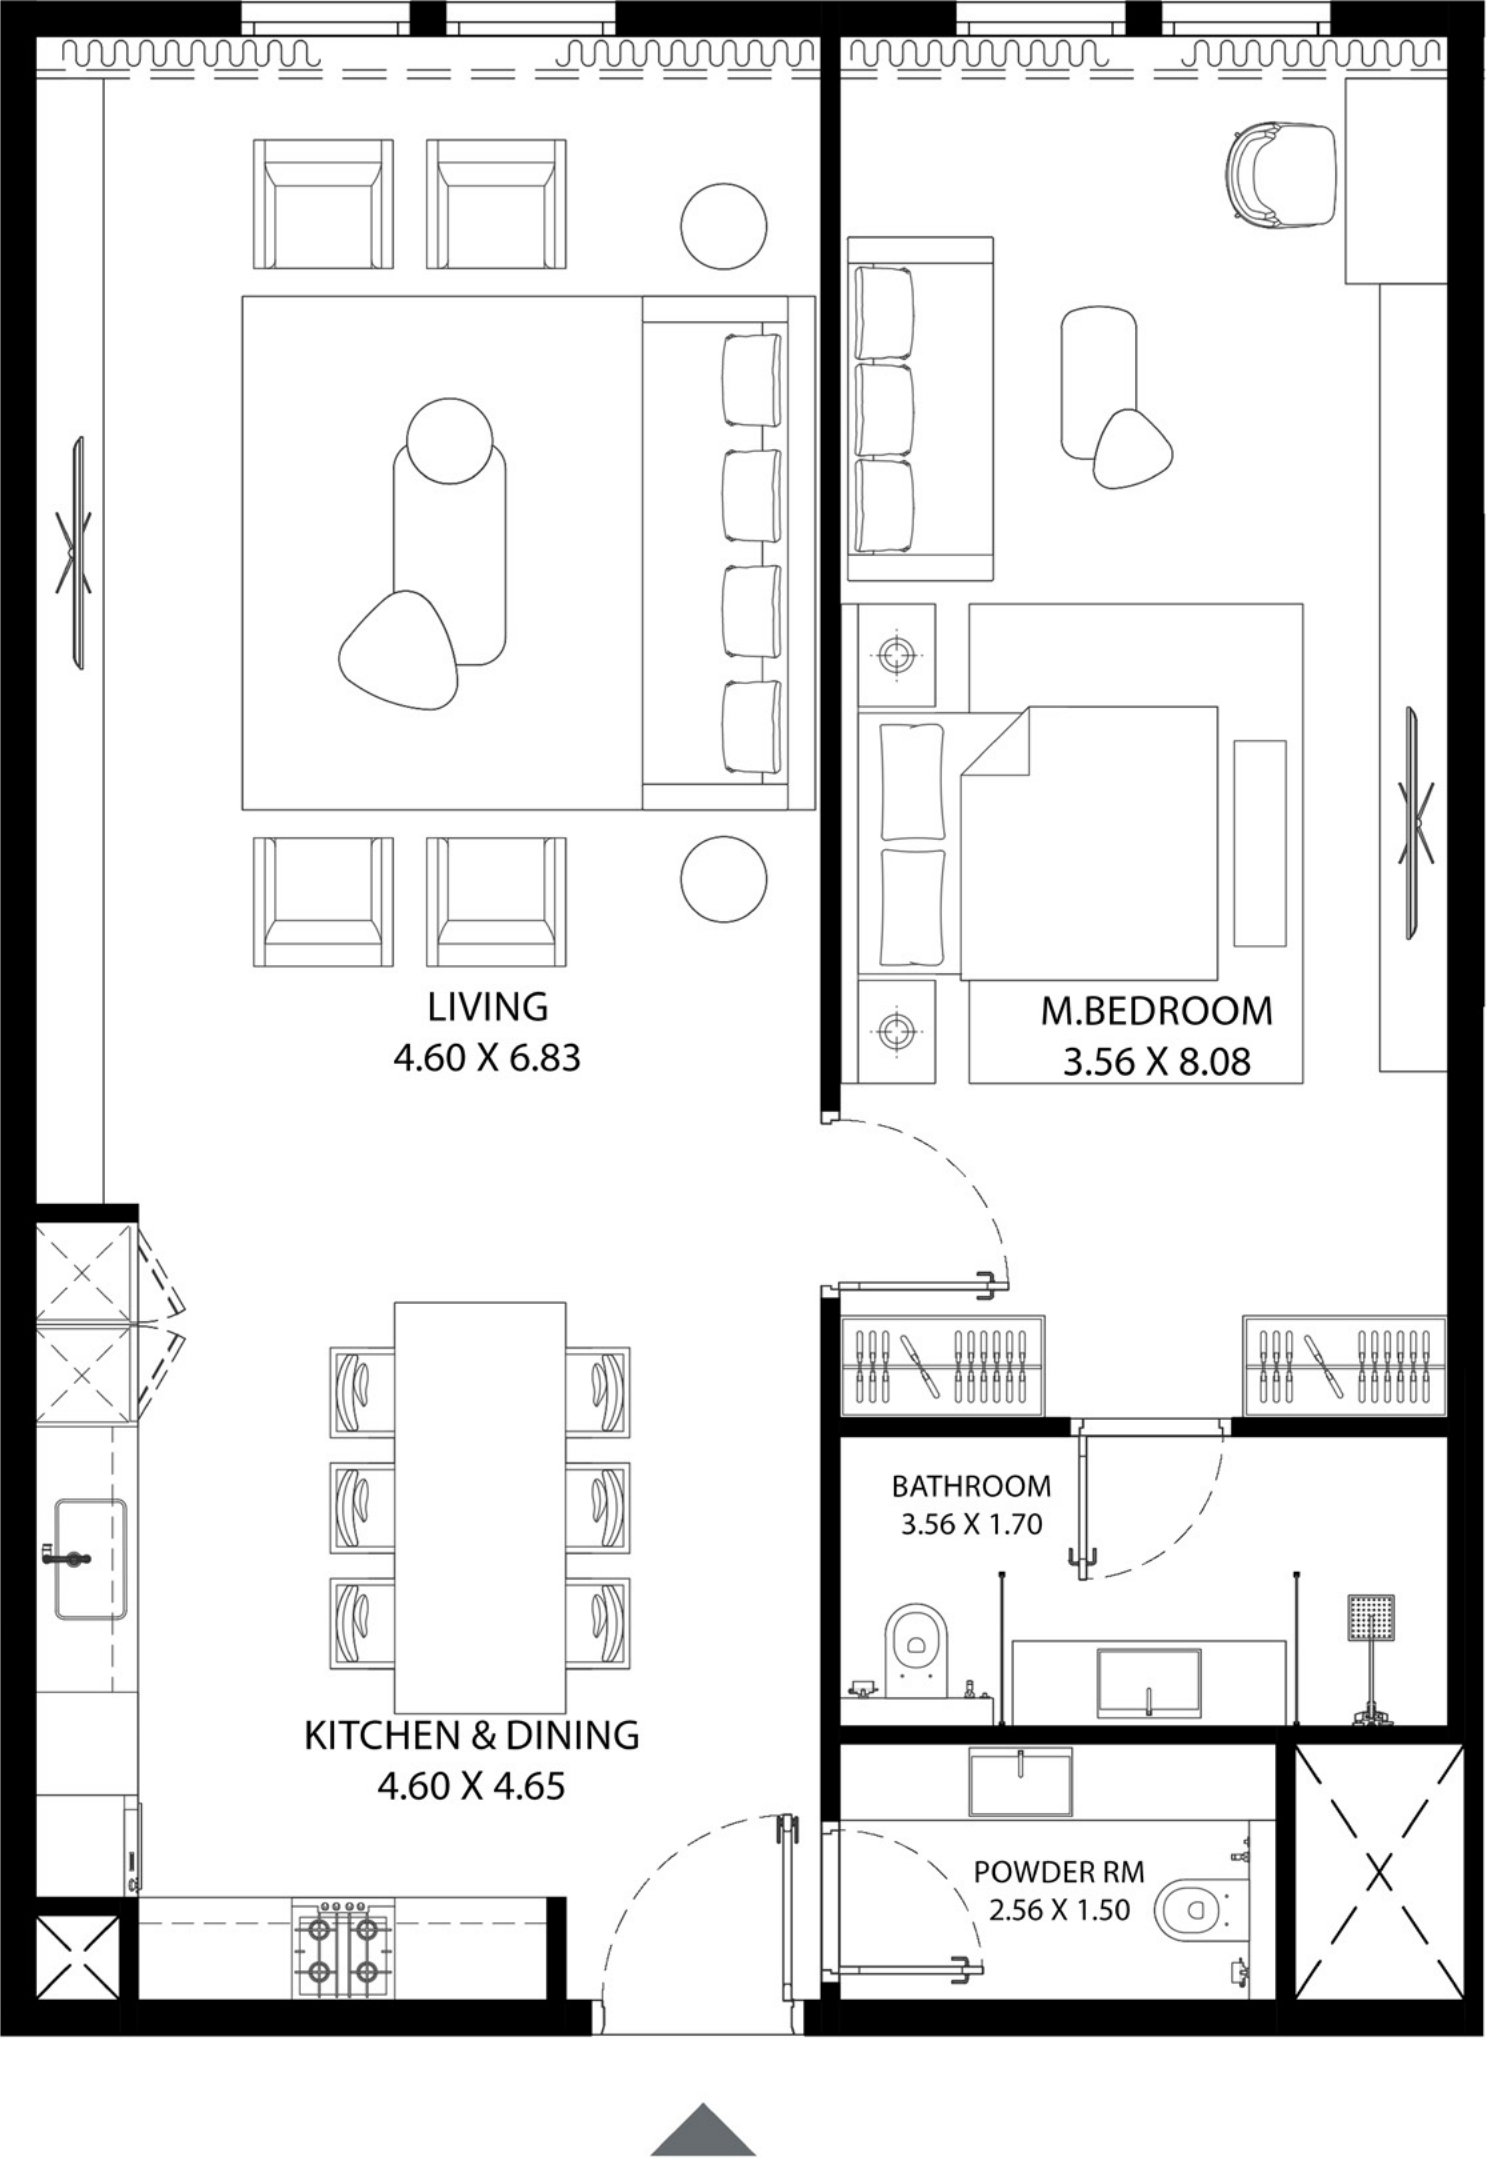 LIVING
4.60 X 6.83
M.BEDROOM
3.56 X 8.08
BATHROOM
3.56 X 1.70
KITCHEN & DINING
4.60 X 4.65
POWDER RM
2.56 X 1.50